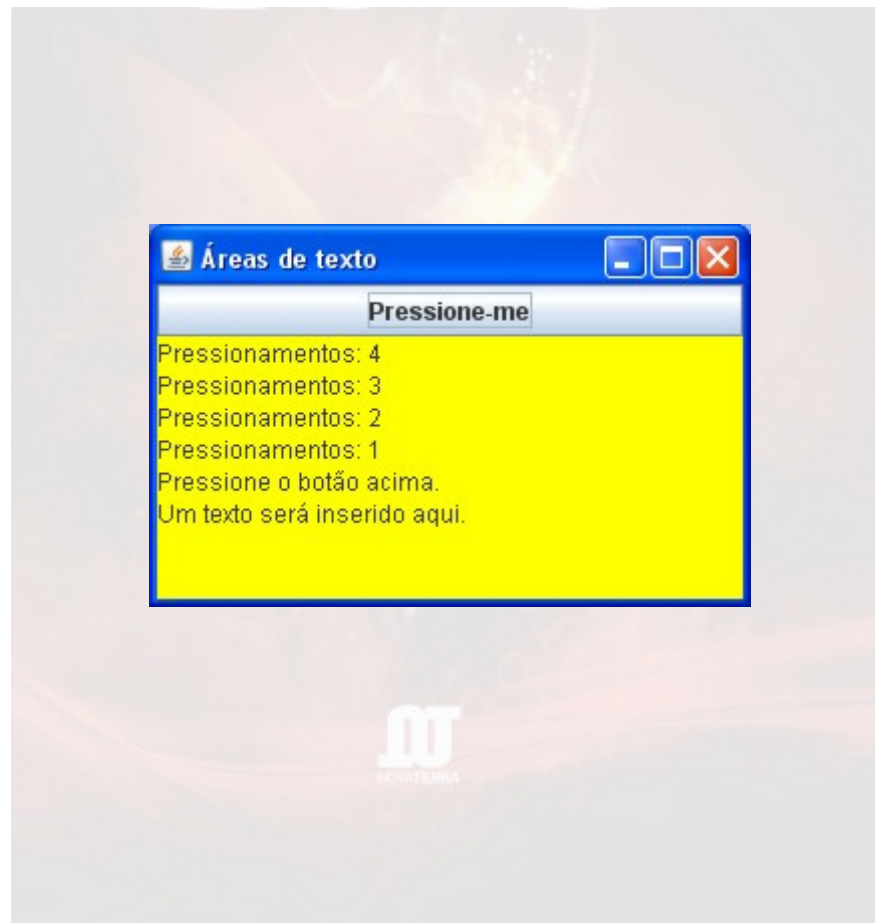 Áreas de texto
Pressione-me
Pressionamentos: 4
Pressionamentos: 3
Pressionamentos: 2
Pressionamentos: 1
Pressione o botão acima.
Um texto será inserido aqui.
NOVATERRA